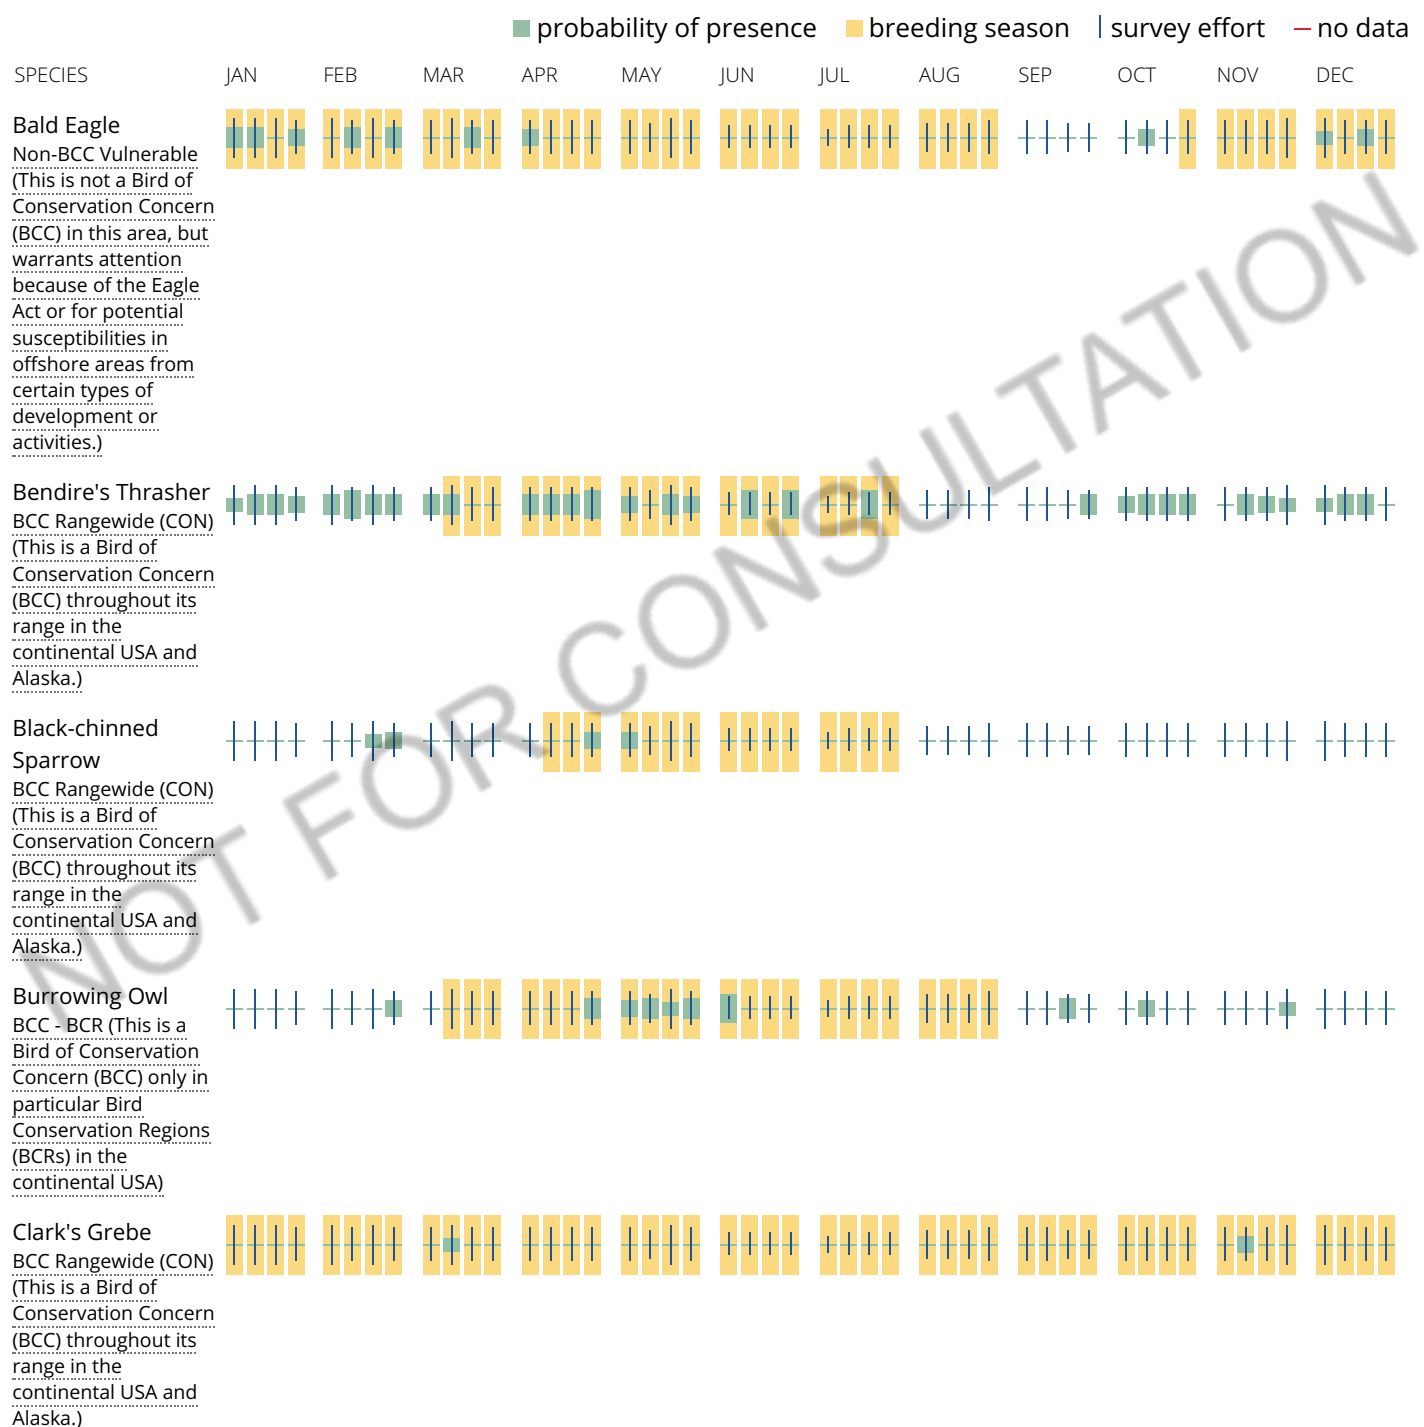 probability of presence breeding season survey effort no data
SPECIES JAN FEB MAR APR MAY JUN JUL AUG SEP OCT NOV DEC
Bald Eagle
Non-BCC Vulnerable
(This is not a Bird of
Conservation Concern
(BCC) in this area, but
warrants attention
because of the Eagle
Act or for potential
susceptibilities in
offshore areas from
certain types of
development or
activities.)
Bendire's Thrasher
BCC Rangewide (CON)
(This is a Bird of
Conservation Concern
(BCC) throughout its
range in the
continental USA and
Alaska.)
Black-chinned
Sparrow
BCC Rangewide (CON)
(This is a Bird of
Conservation Concern
(BCC) throughout its
range in the
continental USA and
Alaska.)
Burrowing Owl
BCC - BCR (This is a
Bird of Conservation
Concern (BCC) only in
particular Bird
Conservation Regions
(BCRs) in the
continental USA)
Clark's Grebe
BCC Rangewide (CON)
(This is a Bird of
Conservation Concern
(BCC) throughout its
range in the
continental USA and
Alaska.)
NOT FOR CONSULTATION